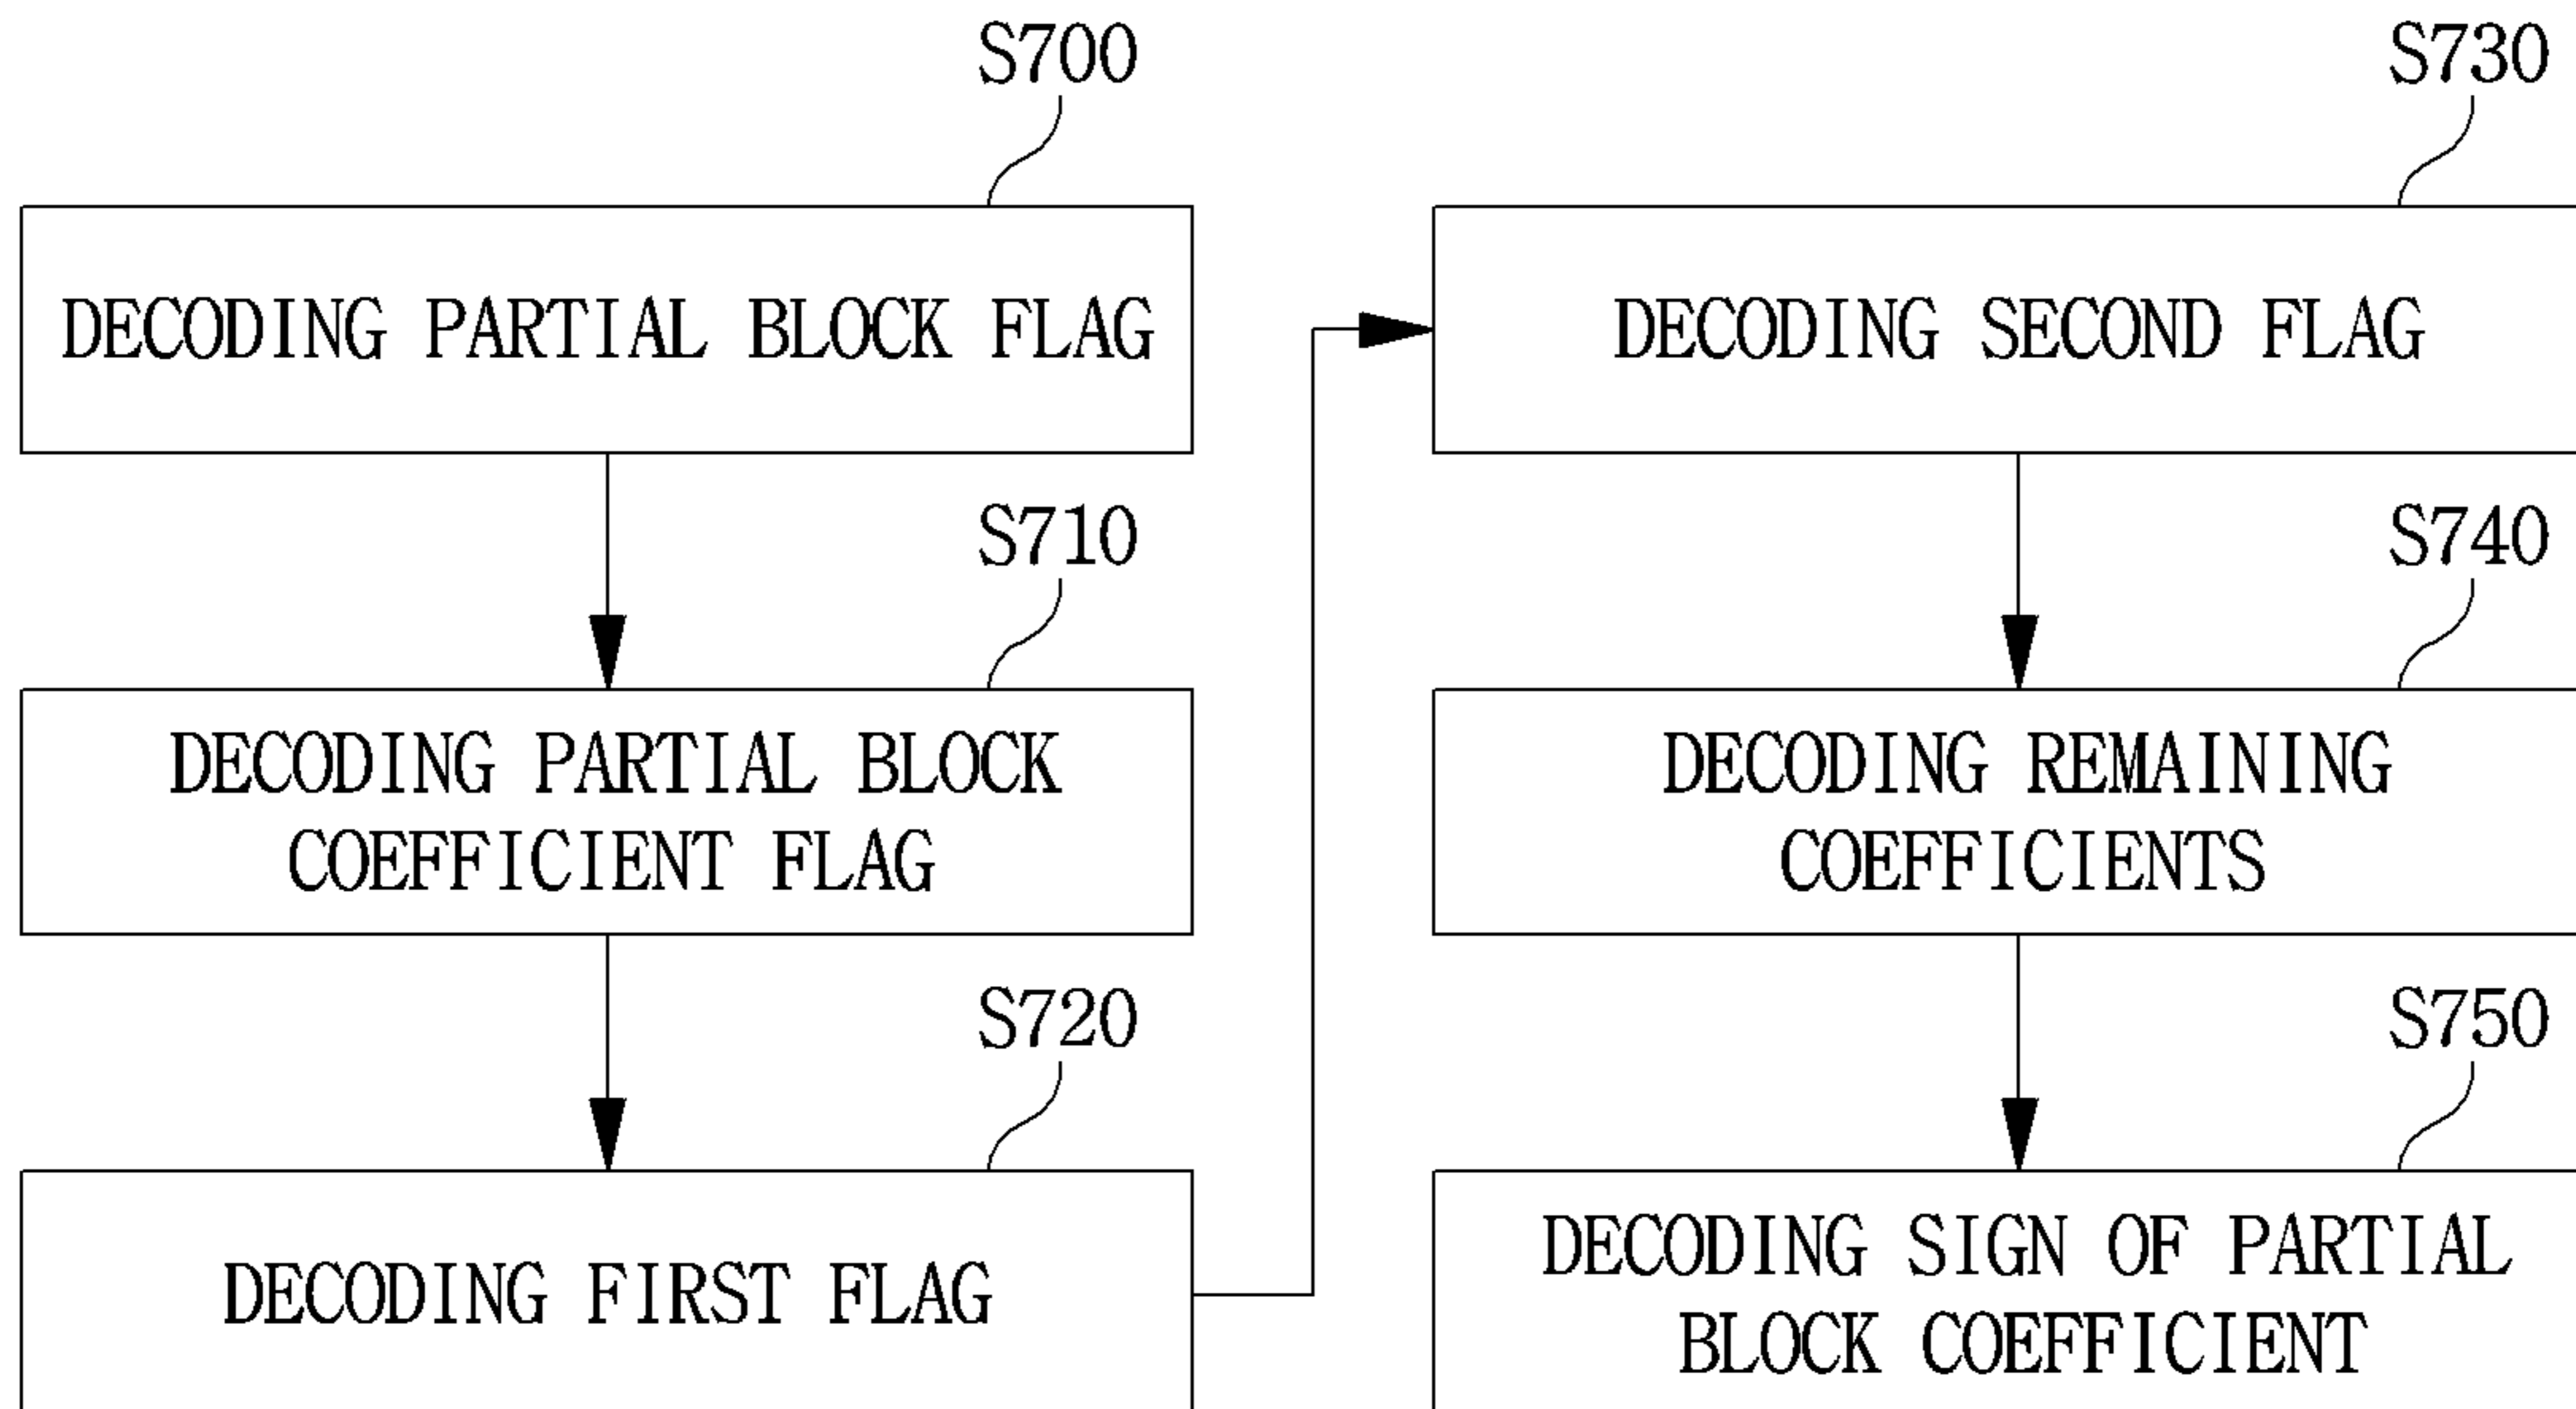 S700
DECODING PARTIAL BLOCK FLAG
S710
DECODING PARTIAL BLOCK
COEFFICIENT FLAG
S720
DECODING FIRST FLAG
S730
DECODING SECOND FLAG
S740
DECODING REMAINING
COEFFICIENTS
S750
DECODING SIGN OF PARTIAL
BLOCK COEFFICIENT